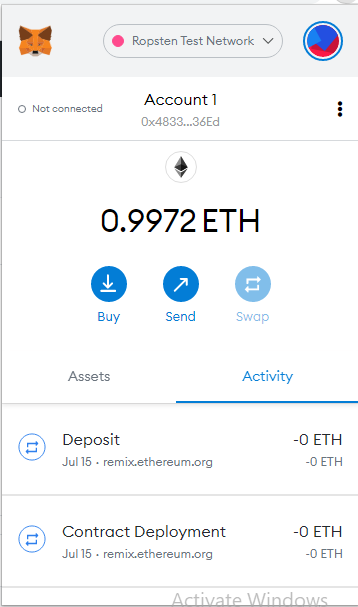 Ropsten Test Network
Not connected
Account 1
0x4833...36Ed
0.9972 ETH
Buy
Send
Swap
Assets
Activity
Deposit
-0 ETH
Jul 15 · remix.ethereum.org
-0 ETH
Contract Deployment
-0 ETH
Jul 15 · remix.ethereum.org
-0 ETH
Activate Windows